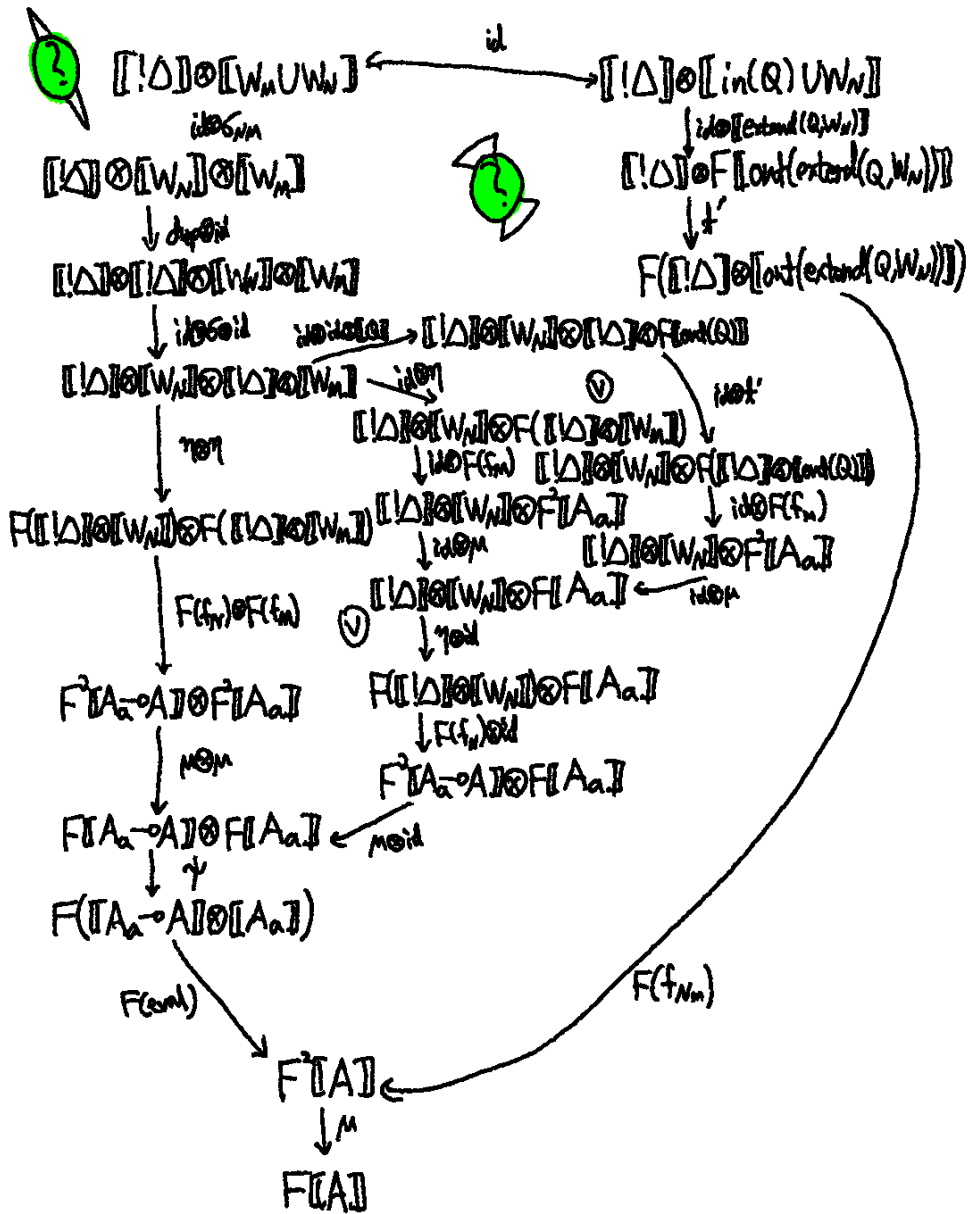 id
⟦!Δ⟧⊗⟦W_M∪W_N⟧
⟦!Δ⟧⊗⟦in(Q)∪W_N⟧
id⊗σ_NM
id⊗⟦extend(Q,W_N)⟧
⟦!Δ⟧⊗⟦W_N⟧⊗⟦W_M⟧
⟦!Δ⟧⊗F⟦out(extend(Q,W_N))⟧
dup⊗id
t'
⟦!Δ⟧⊗⟦!Δ⟧⊗⟦W_N⟧⊗⟦W_M⟧
F(⟦!Δ⟧⊗⟦out(extend(Q,W_N))⟧)
id⊗σ⊗id
id⊗id⊗⟦Q⟧
⟦!Δ⟧⊗⟦W_N⟧⊗⟦!Δ⟧⊗F⟦out(Q)⟧
⟦!Δ⟧⊗⟦W_N⟧⊗⟦!Δ⟧⊗⟦W_M⟧
id⊗η
id⊗t'
⟦!Δ⟧⊗⟦W_N⟧⊗F(⟦!Δ⟧⊗⟦W_M⟧)
η⊗η
id⊗F(f_M)
⟦!Δ⟧⊗⟦W_N⟧⊗F(⟦!Δ⟧⊗⟦out(Q)⟧)
F(⟦!Δ⟧⊗⟦W_N⟧)⊗F(⟦!Δ⟧⊗⟦W_M⟧)
⟦!Δ⟧⊗⟦W_N⟧⊗F²⟦A_a⟧
id⊗F(f_M)
id⊗μ
⟦!Δ⟧⊗⟦W_N⟧⊗F²⟦A_a⟧
F(f_N)⊗F(f_M)
⟦!Δ⟧⊗⟦W_N⟧⊗F⟦A_a⟧
id⊗μ
η⊗id
F²⟦A_a⊸A⟧⊗F²⟦A_a⟧
F(⟦!Δ⟧⊗⟦W_N⟧)⊗F⟦A_a⟧
F(f_N)⊗id
μ⊗μ
F²⟦A_a⊸A⟧⊗F⟦A_a⟧
F⟦A_a⊸A⟧⊗F⟦A_a⟧
μ⊗id
ψ
F(⟦A_a⊸A⟧⊗⟦A_a⟧)
F(eval)
F(f_NM)
F²⟦A⟧
μ
F⟦A⟧